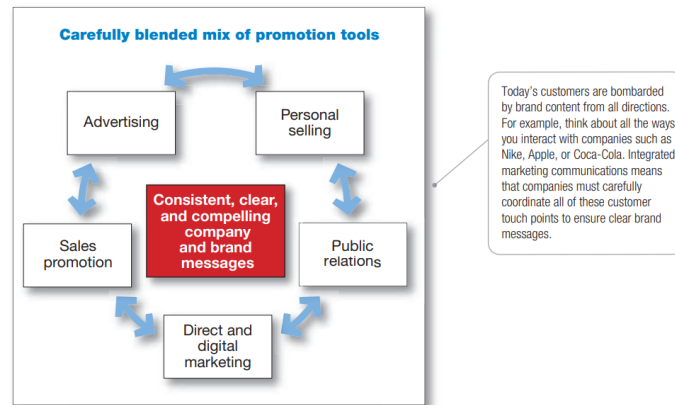 Carefully blended mix of promotion tools
Advertising
Personal
selling
Consistent, clear,
and compelling
company
and brand
messages
Sales
promotion
Public
relations
Direct and
digital
marketing
Today's customers are bombarded
by brand content from all directions.
For example, think about all the ways
you interact with companies such as
Nike, Apple, or Coca-Cola. Integrated
marketing communications means
that companies must carefully
coordinate all of these customer
touch points to ensure clear brand
messages.